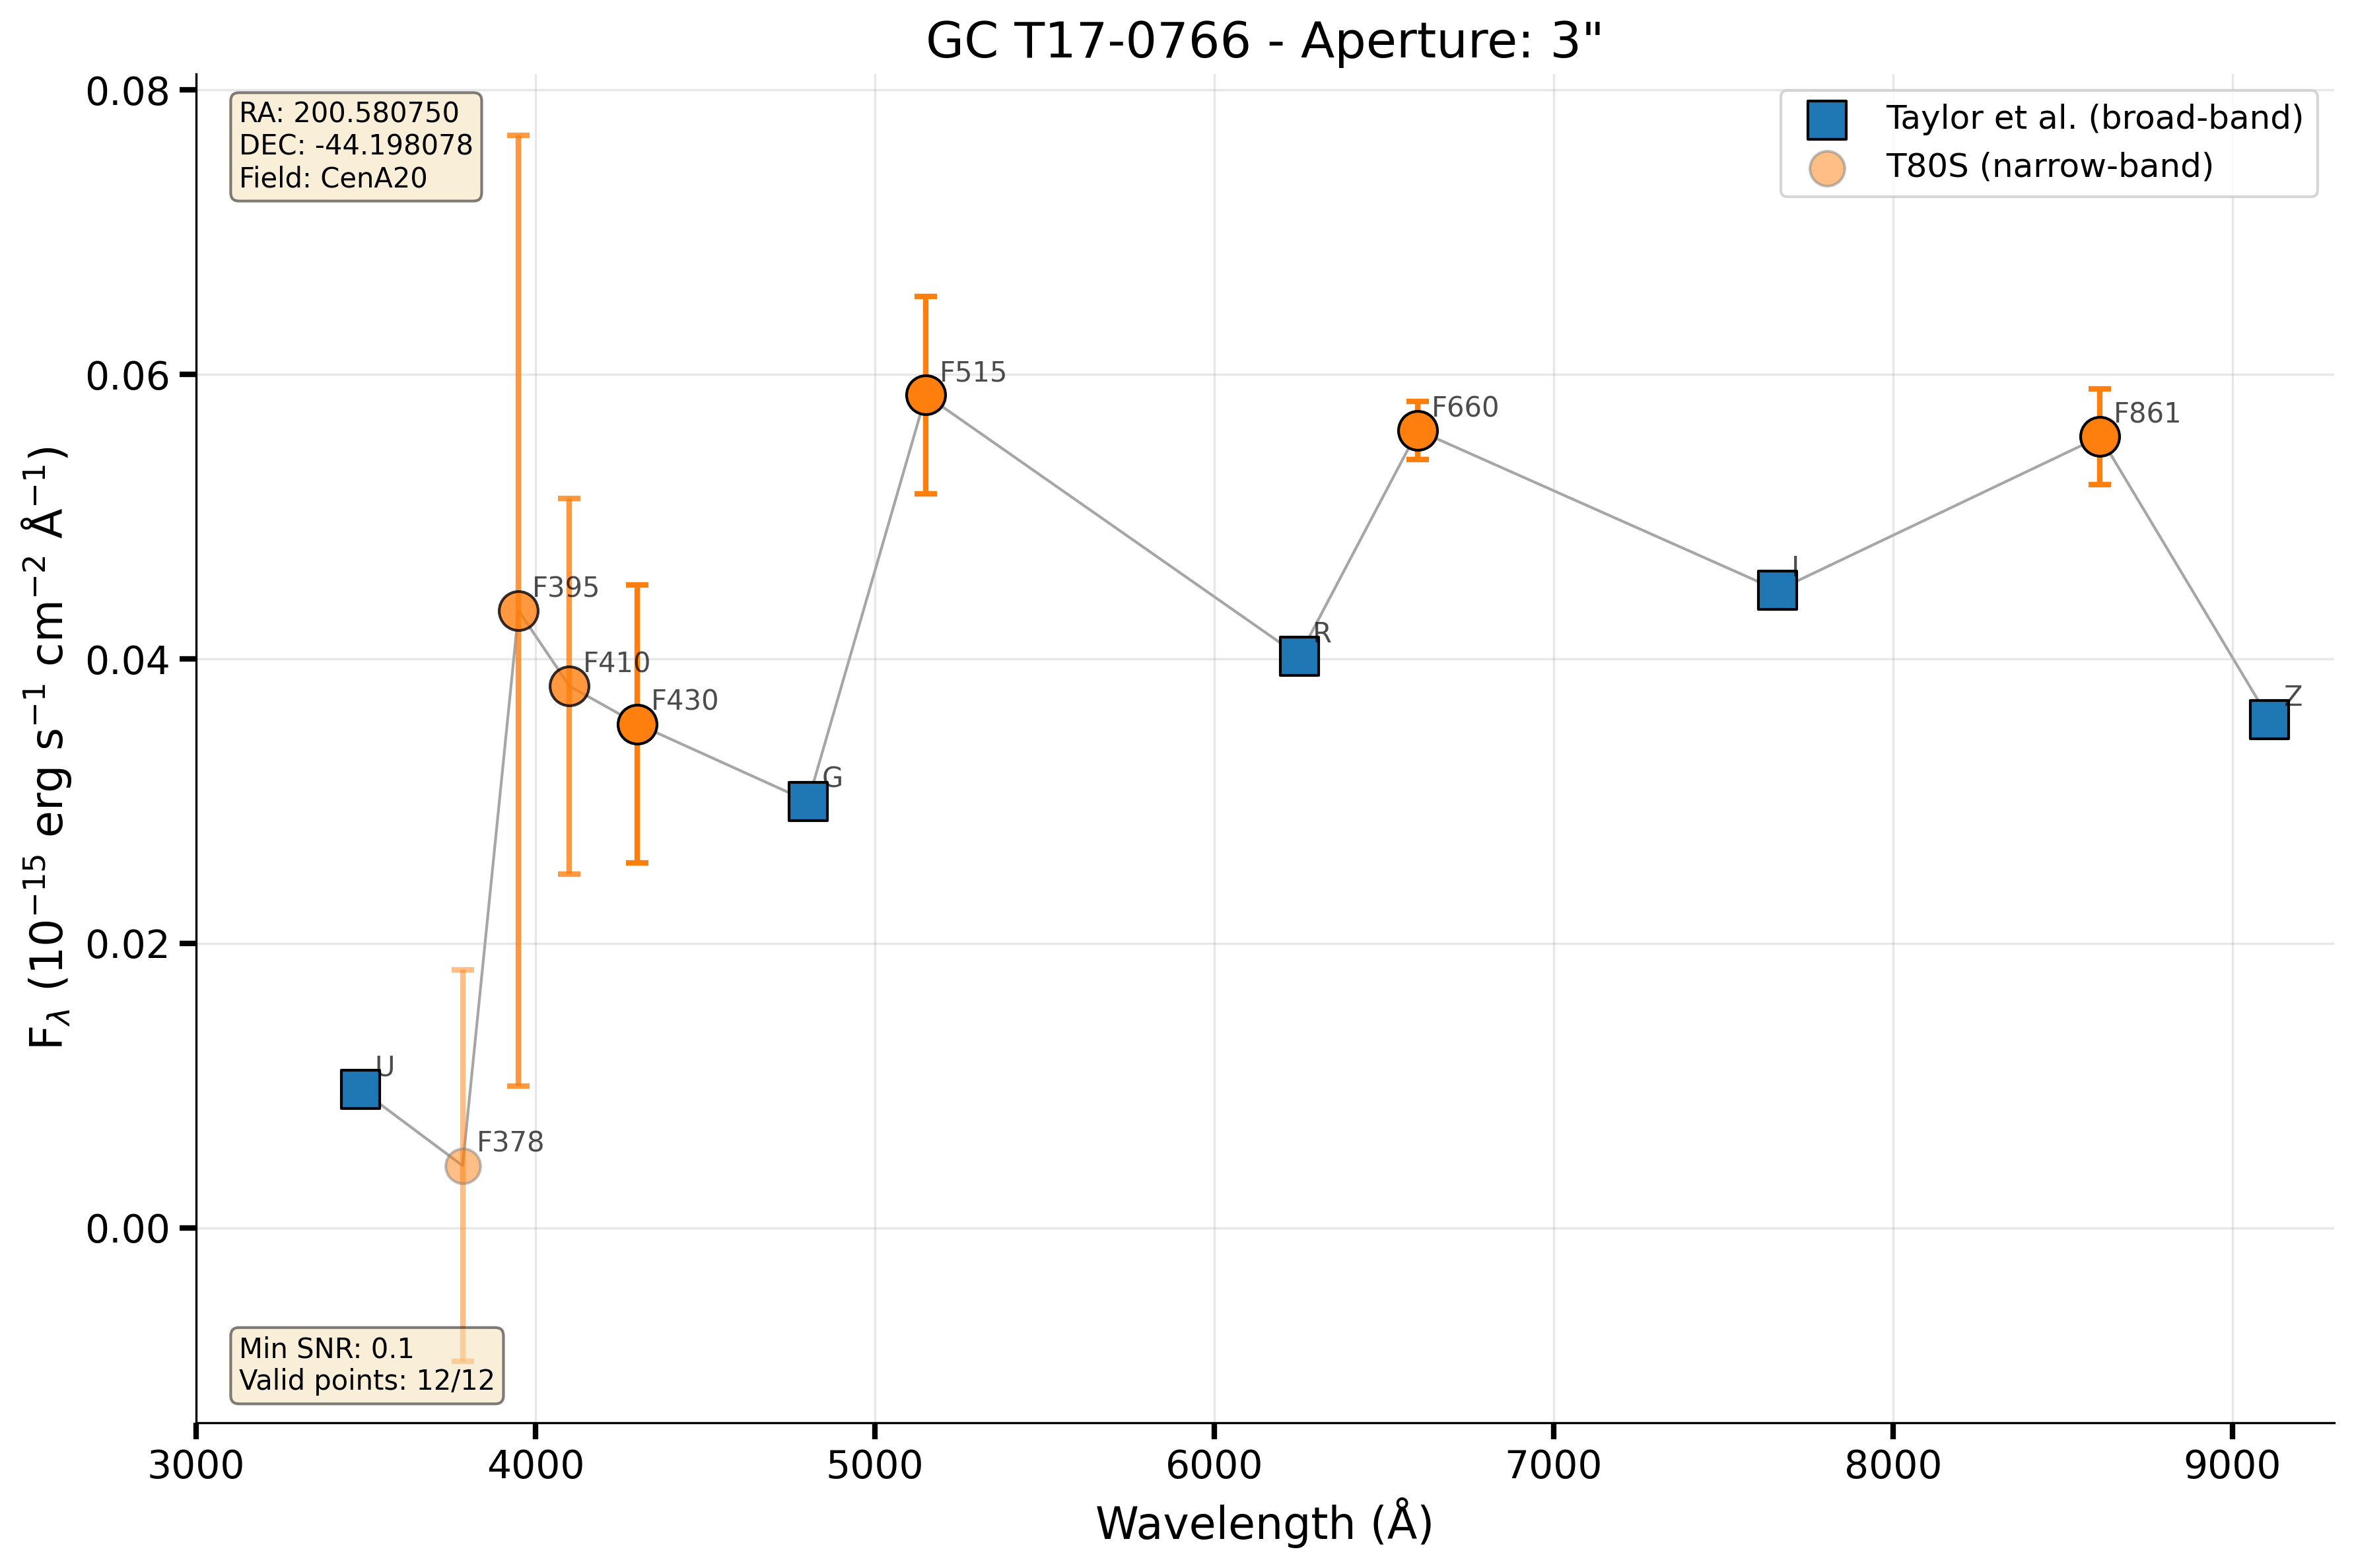 GC T17-0766 - Aperture: 3"
RA: 200.580750
DEC: -44.198078
Field: CenA20
Taylor et al. (broad-band)
T80S (narrow-band)
0.08
0.06
0.04
0.02
0.00
F_λ (10⁻¹⁵ erg s⁻¹ cm⁻² Å⁻¹)
U
F378
F395
F410
F430
G
F515
R
F660
I
F861
Z
Min SNR: 0.1
Valid points: 12/12
3000 4000 5000 6000 7000 8000 9000
Wavelength (Å)